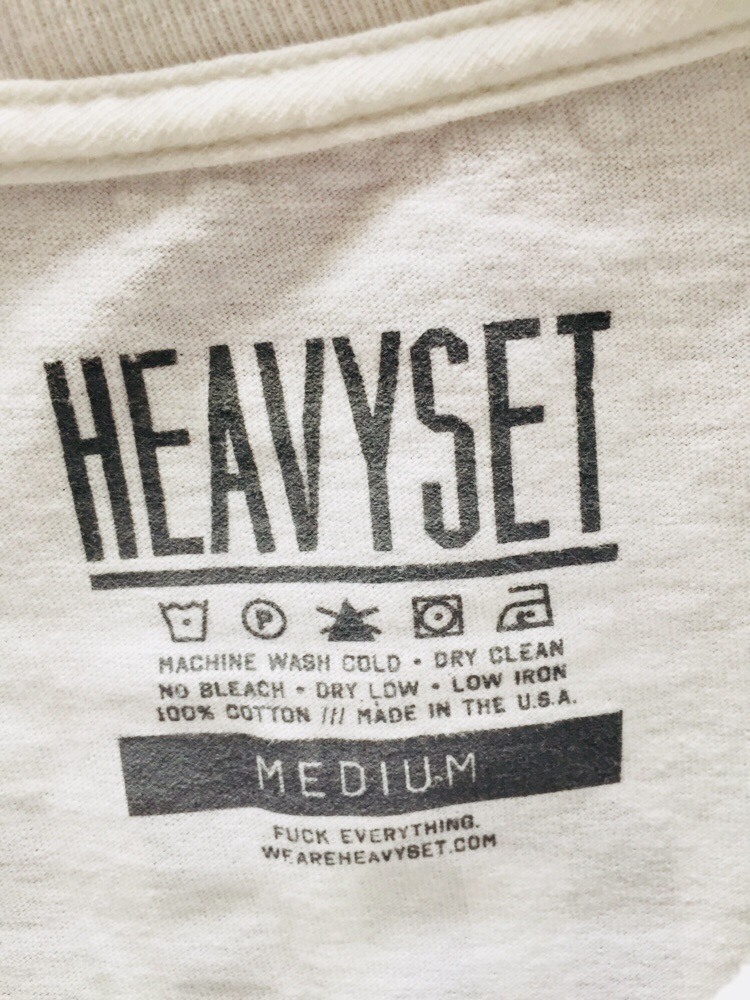 HEAVYSET
P
MACHINE WASH COLD • DRY CLEAN
NO BLEACH • DRY LOW • LOW IRON
100% COTTON /// MADE IN THE U.S.A.
MEDIUM
FUCK EVERYTHING.
WEAREHEAVYSET.COM